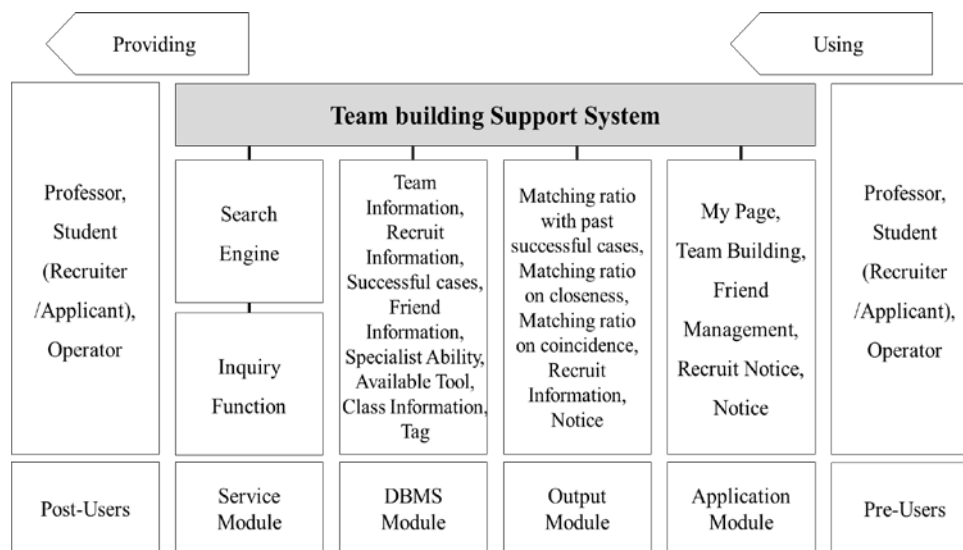 Providing
Using
Team building Support System
Professor,
Student
(Recruiter
/Applicant),
Operator
Search
Engine
Inquiry
Function
Team
Information,
Recruit
Information,
Successful cases,
Friend
Information,
Specialist Ability,
Available Tool,
Class Information,
Tag
Matching ratio
with past
successful cases,
Matching ratio
on closeness,
Matching ratio
on coincidence,
Recruit
Information,
Notice
My Page,
Team Building,
Friend
Management,
Recruit Notice,
Notice
Professor,
Student
(Recruiter
/Applicant),
Operator
Post-Users
Service
Module
DBMS
Module
Output
Module
Application
Module
Pre-Users